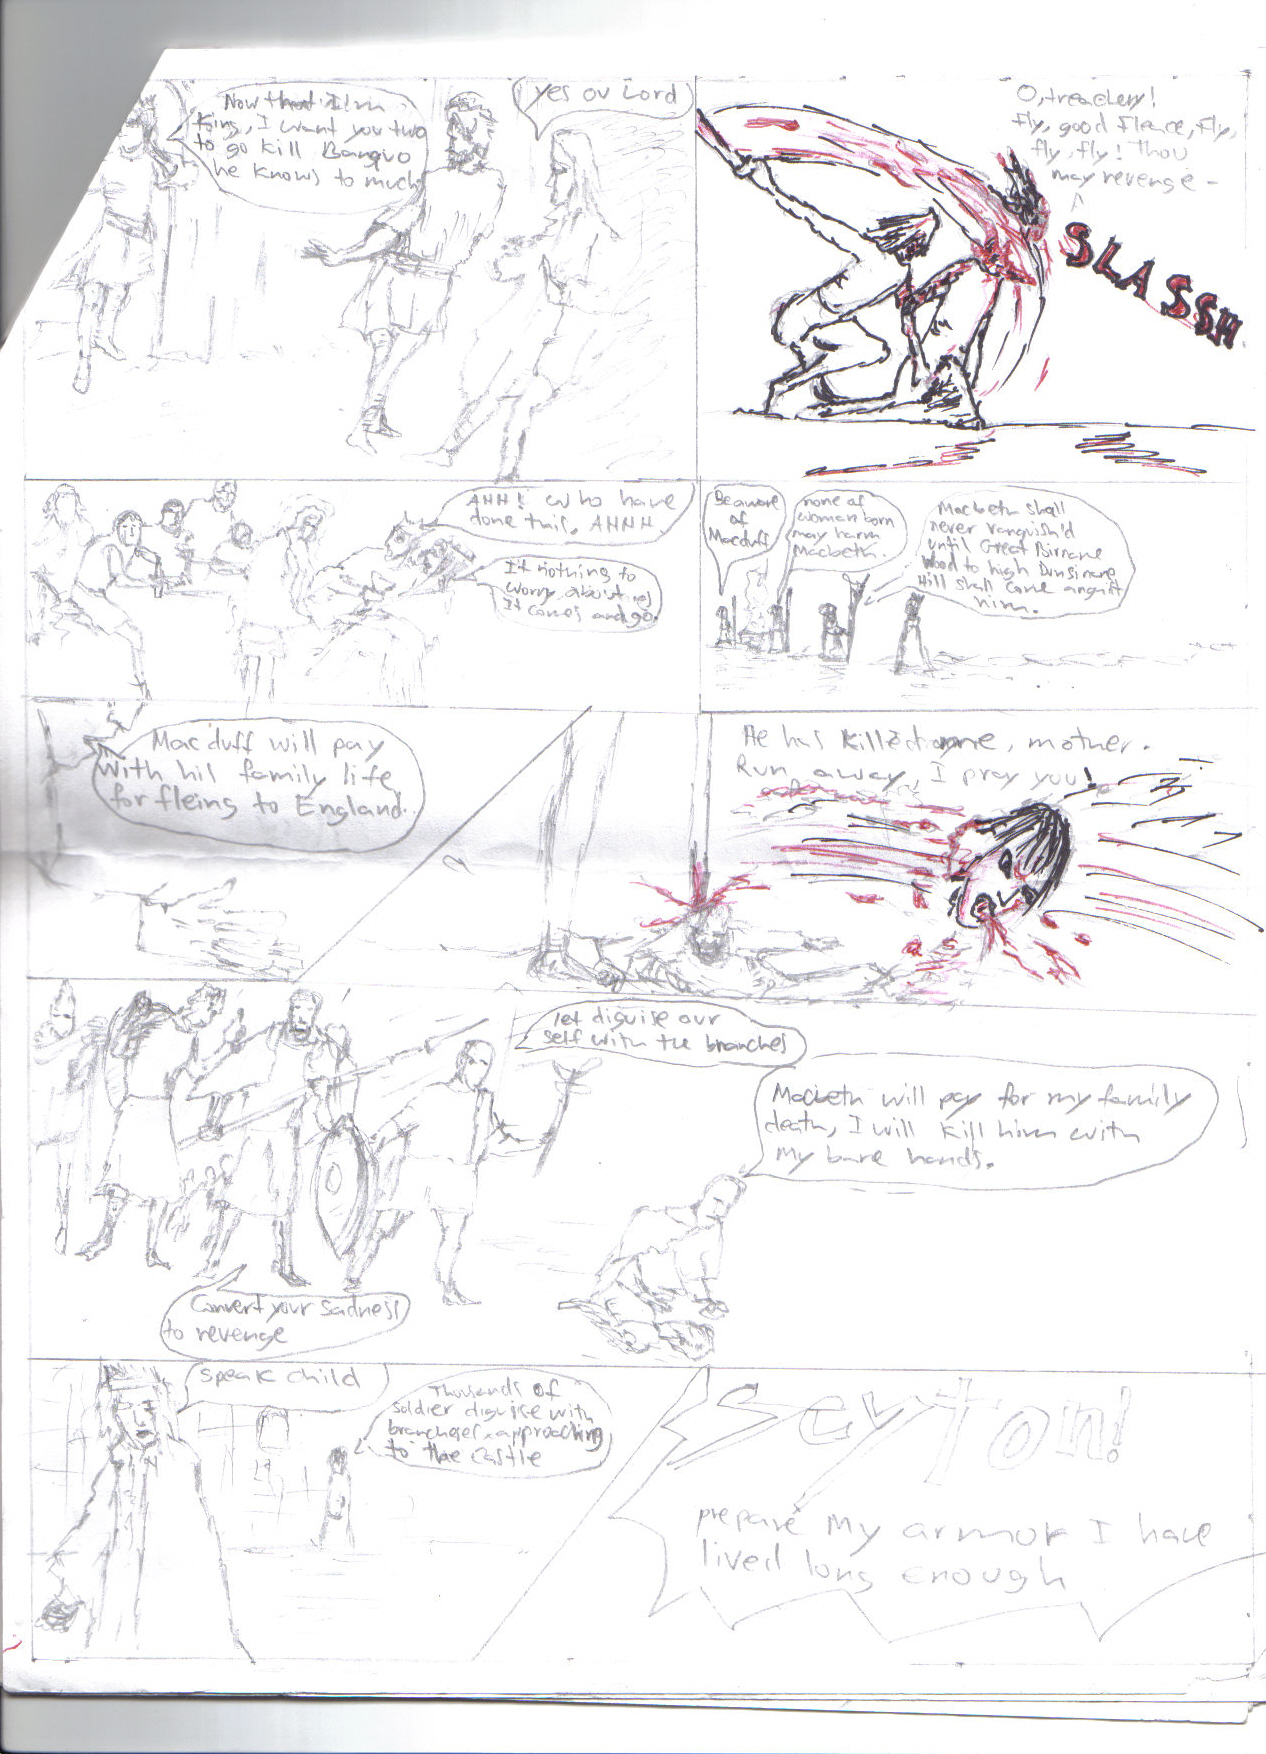 Now that I'm
King, I want you two
to go kill Banquo
he knows to much
Yes ov Lord
O, treachery!
Fly, good Fleance, fly,
fly, fly! Thou
may revenge -
SLASSH
AHH! who have
done this, AHHH
It nothing to
worry about
It comes and go.
Beaware
of
Macduff
none of
woman born
may harm
Macbeth.
Macbeth shall
never vanquish'd
until Great Birnane
Wood to high Dunsinane
Hill shall come angaist
him.
Macduff will pay
with his family life
for fleing to England.
He has killed me, mother.
Run away, I pray you!
let diguise our
self with the branches
Macbeth will pay for my family
death, I will kill him with
my bare hands.
Convert your sadness
to revenge
speak child
Thousands of
soldier diguise with
brancheses approaching
to the castle
Seyton!
prepare my armor I have
lived long enough